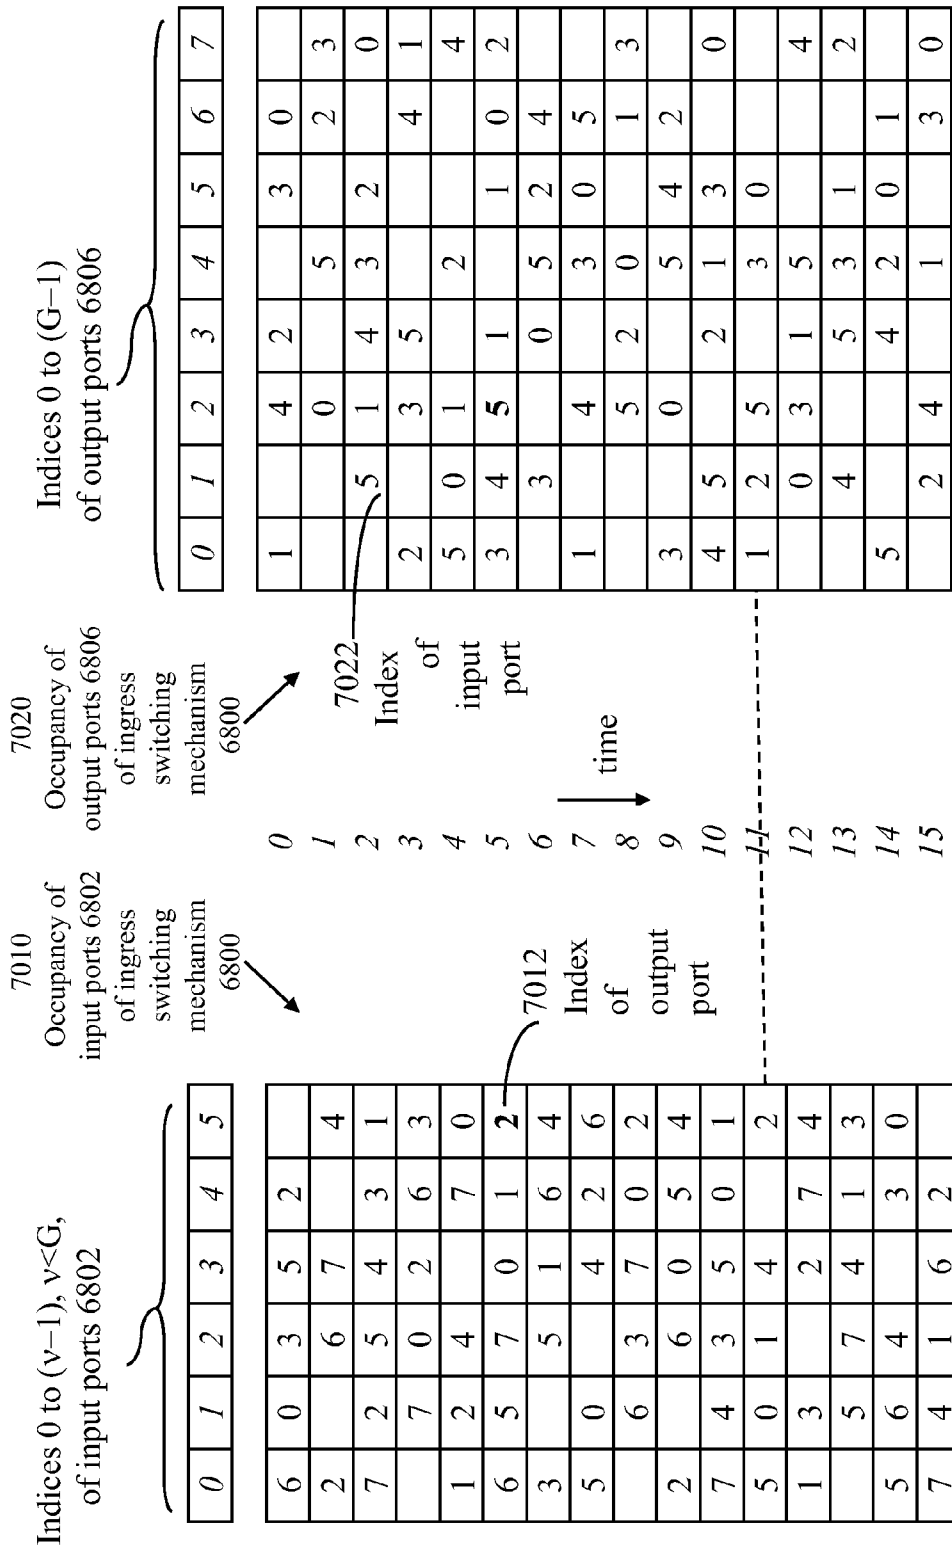 Indices 0 to (ν−1), ν<G,
of input ports 6802
0 1 2 3 4 5
6 0 3 5 2
2 6 7 4
7 2 5 4 3 1
7 0 2 6 3
1 2 4 7 0
6 5 7 0 1 2
3 5 1 6 4
5 0 4 2 6
6 3 7 0 2
2 6 0 5 4
7 4 3 5 0 1
5 0 1 4 2
1 3 2 7 4
5 7 4 1 3
5 6 4 3 0
7 4 1 6 2
7010
Occupancy of
input ports 6802
of ingress
switching
mechanism
6800
7012
Index
of
output
port
0
1
2
3
4
5
6
7
8
9
10
11
12
13
14
15
time
7020
Occupancy of
output ports 6806
of ingress
switching
mechanism
6800
7022
Index
of
input
port
Indices 0 to (G−1)
of output ports 6806
0 1 2 3 4 5 6 7
1 4 2 3 0
0 5 2 3
5 1 4 3 2 0
2 3 5 4 1
5 0 1 2 4
3 4 5 1 1 0 2
3 0 5 2 4
1 4 3 0 5
5 2 0 1 3
3 0 5 4 2
4 5 2 1 3 0
1 2 5 3 0
0 3 1 5 4
4 5 3 1 2
5 4 2 0 1
2 4 1 3 0